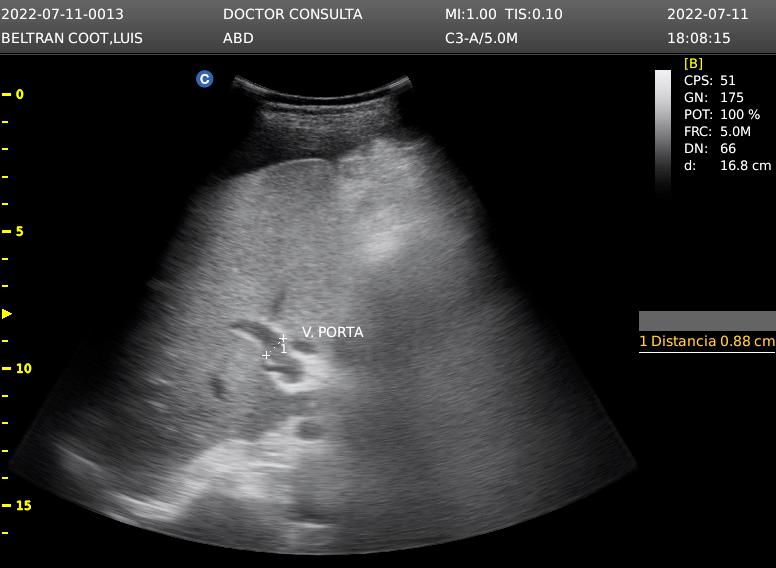 2022-07-11-0013 DOCTOR CONSULTA MI:1.00 TIS:0.10 2022-07-11
BELTRAN COOT,LUIS ABD C3-A/5.0M 18:08:15
C
[B]
CPS: 51
GN: 175
POT: 100 %
FRC: 5.0M
DN: 66
d: 16.8 cm
0
5
10
15
V. PORTA
1
1 Distancia 0.88 cm